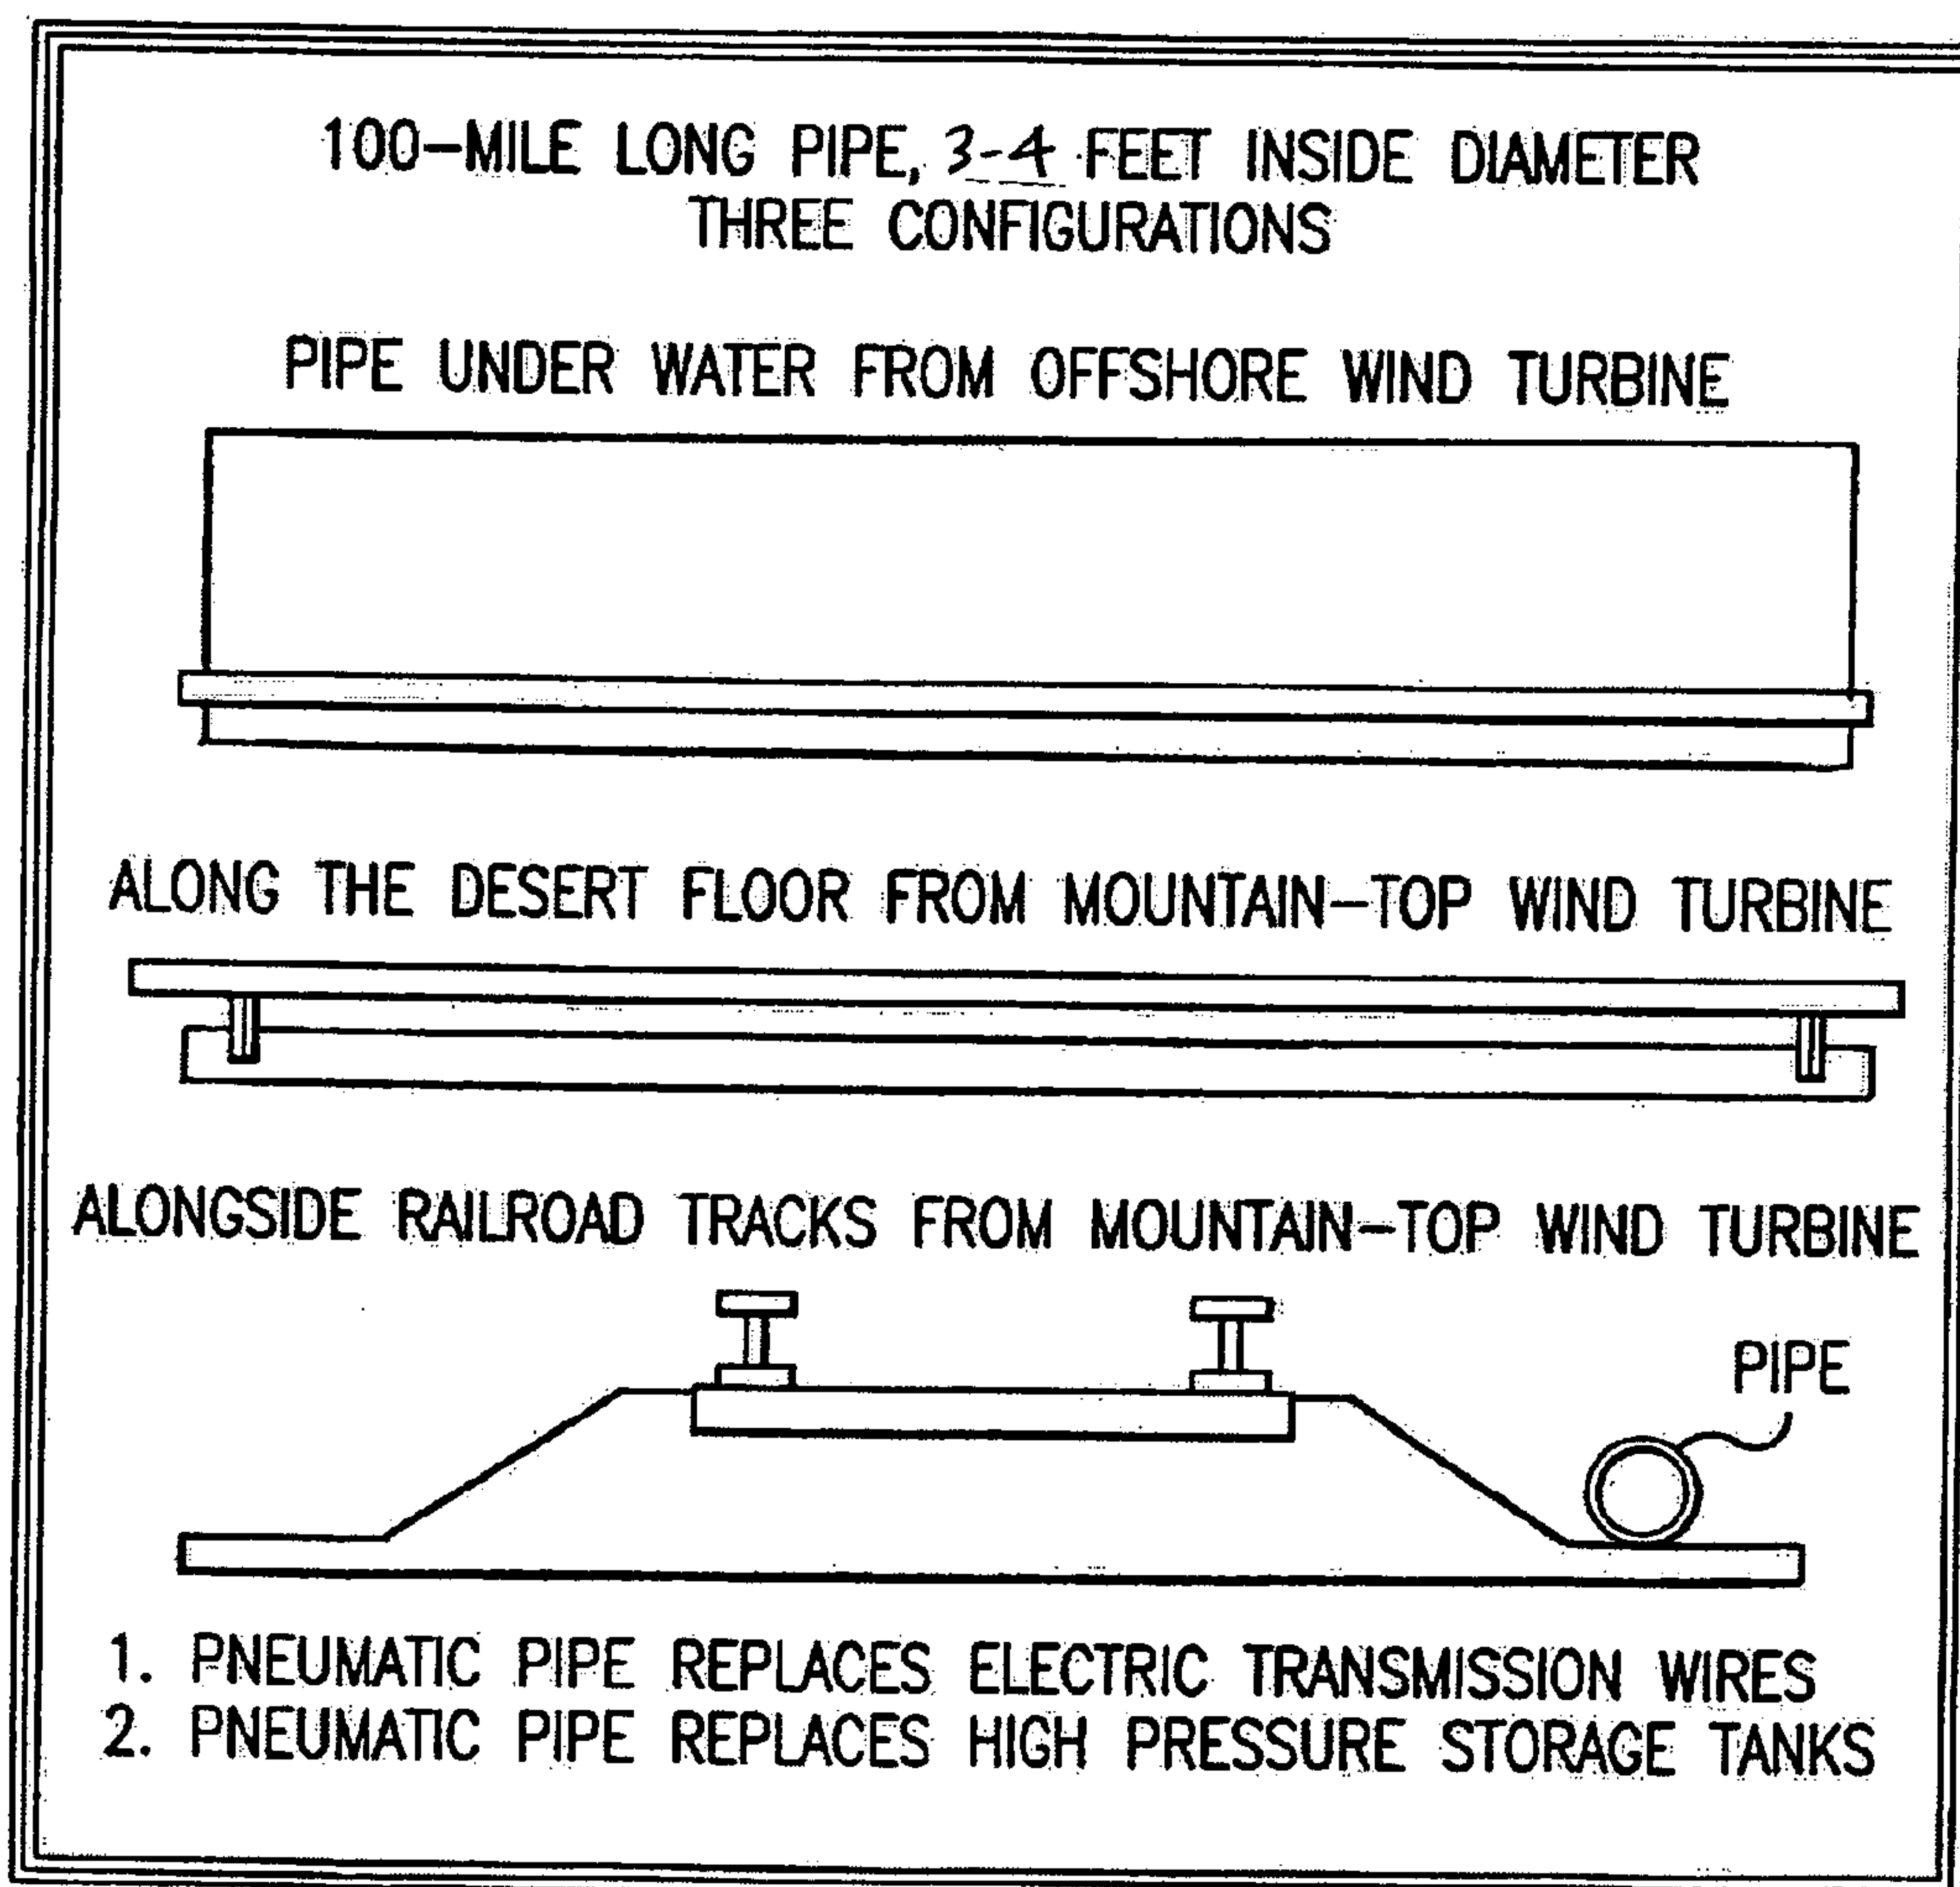 100-MILE LONG PIPE, 3-4 FEET INSIDE DIAMETER
THREE CONFIGURATIONS
PIPE UNDER WATER FROM OFFSHORE WIND TURBINE
ALONG THE DESERT FLOOR FROM MOUNTAIN-TOP WIND TURBINE
ALONGSIDE RAILROAD TRACKS FROM MOUNTAIN-TOP WIND TURBINE
PIPE
1. PNEUMATIC PIPE REPLACES ELECTRIC TRANSMISSION WIRES
2. PNEUMATIC PIPE REPLACES HIGH PRESSURE STORAGE TANKS